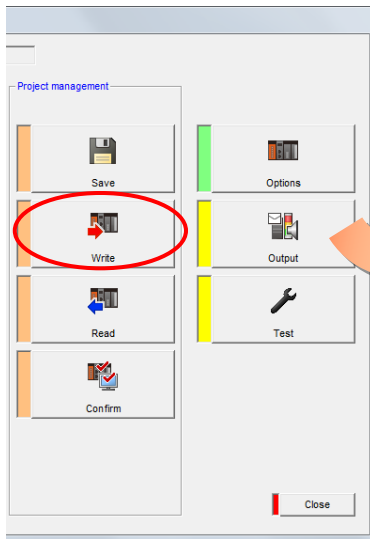 Project management
Save
Options
Write
Output
Read
Test
Confirm
Close